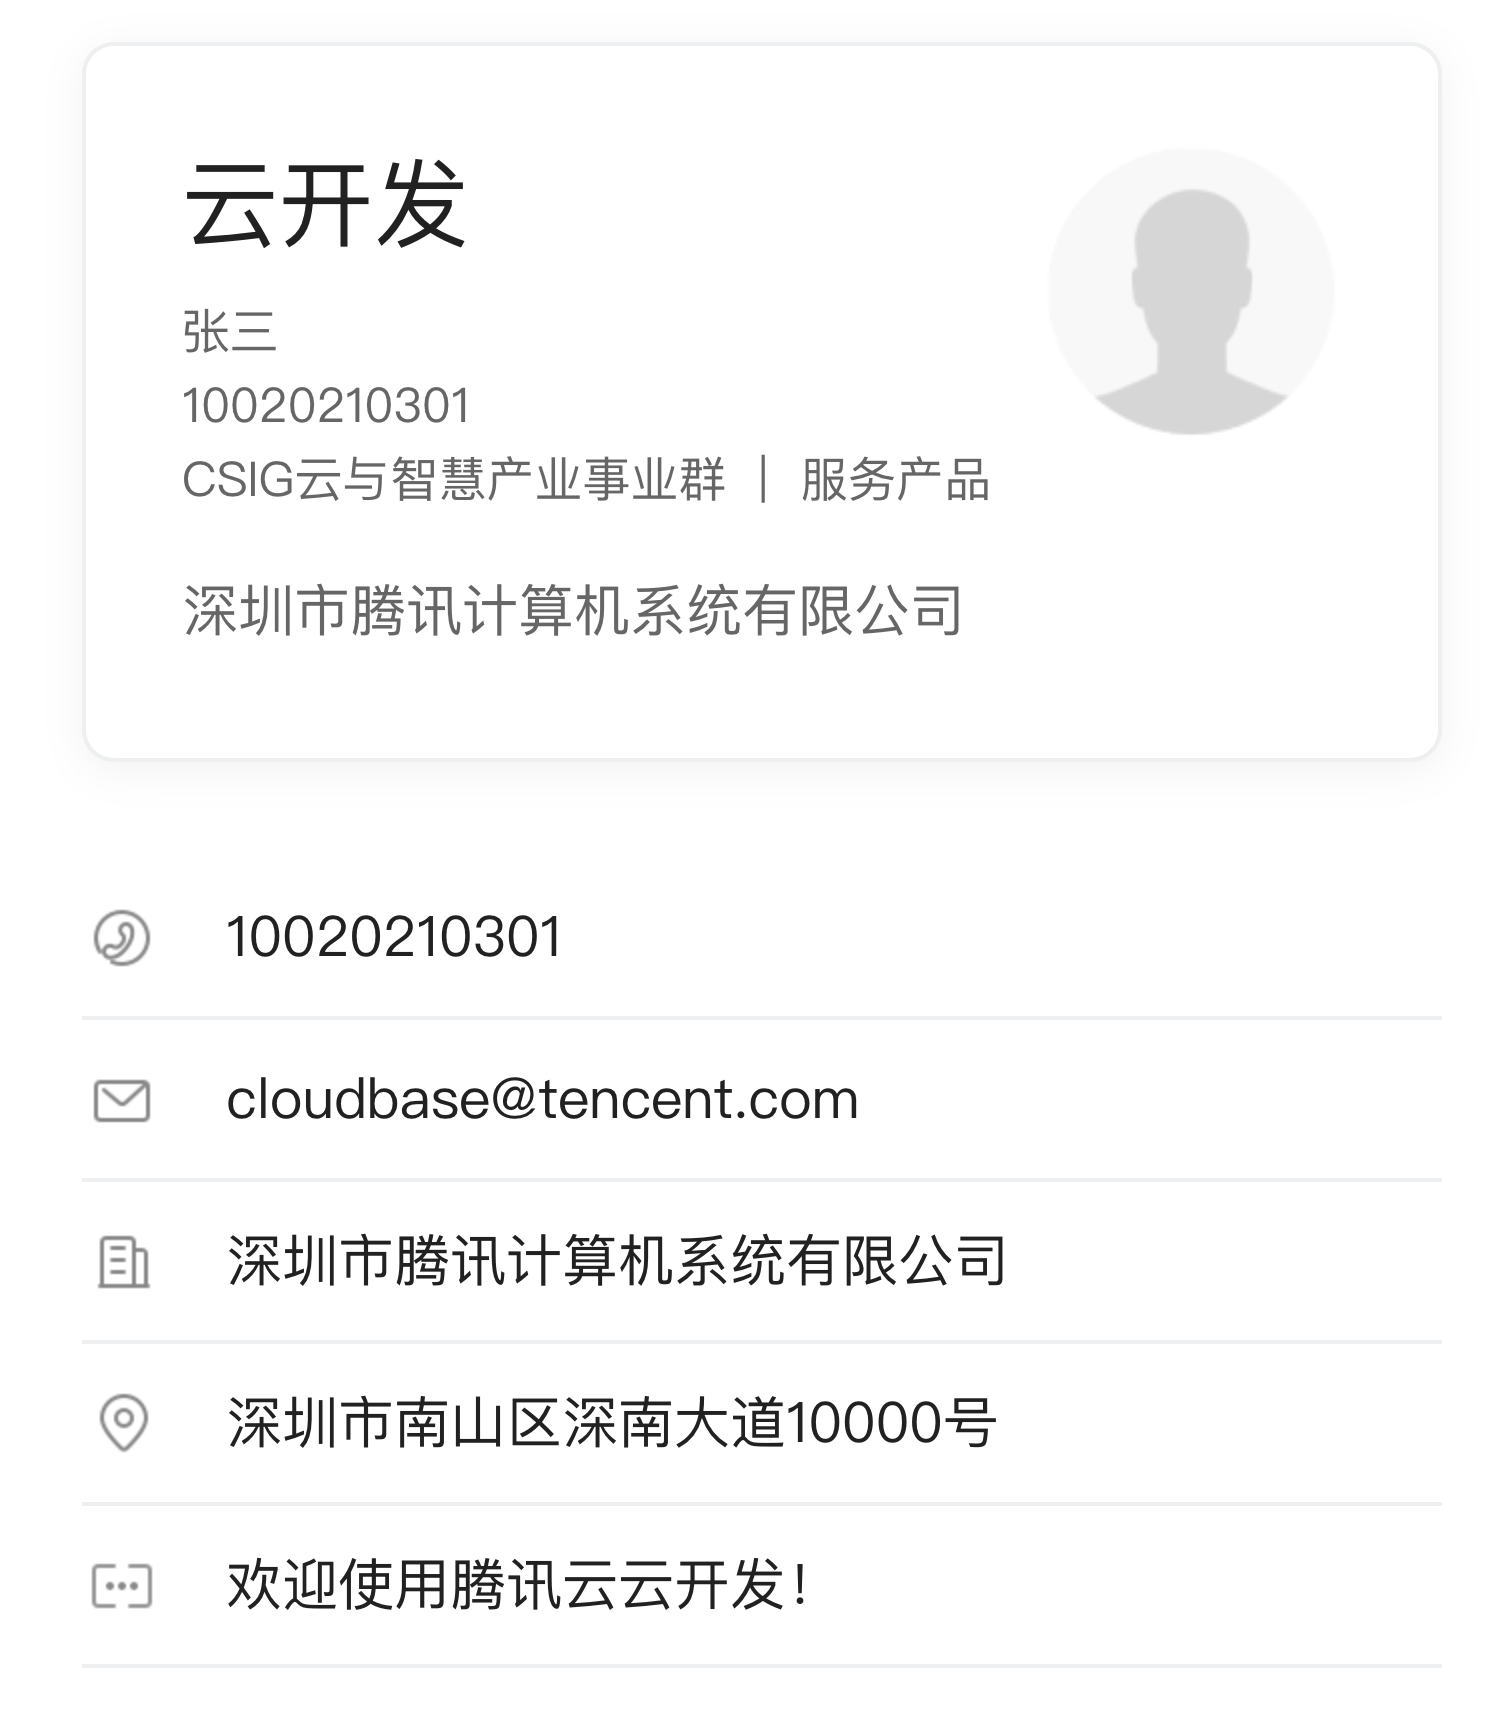 云开发
张三
10020210301
CSIG云与智慧产业事业群 | 服务产品
深圳市腾讯计算机系统有限公司
10020210301
cloudbase@tencent.com
深圳市腾讯计算机系统有限公司
深圳市南山区深南大道10000号
欢迎使用腾讯云云开发！